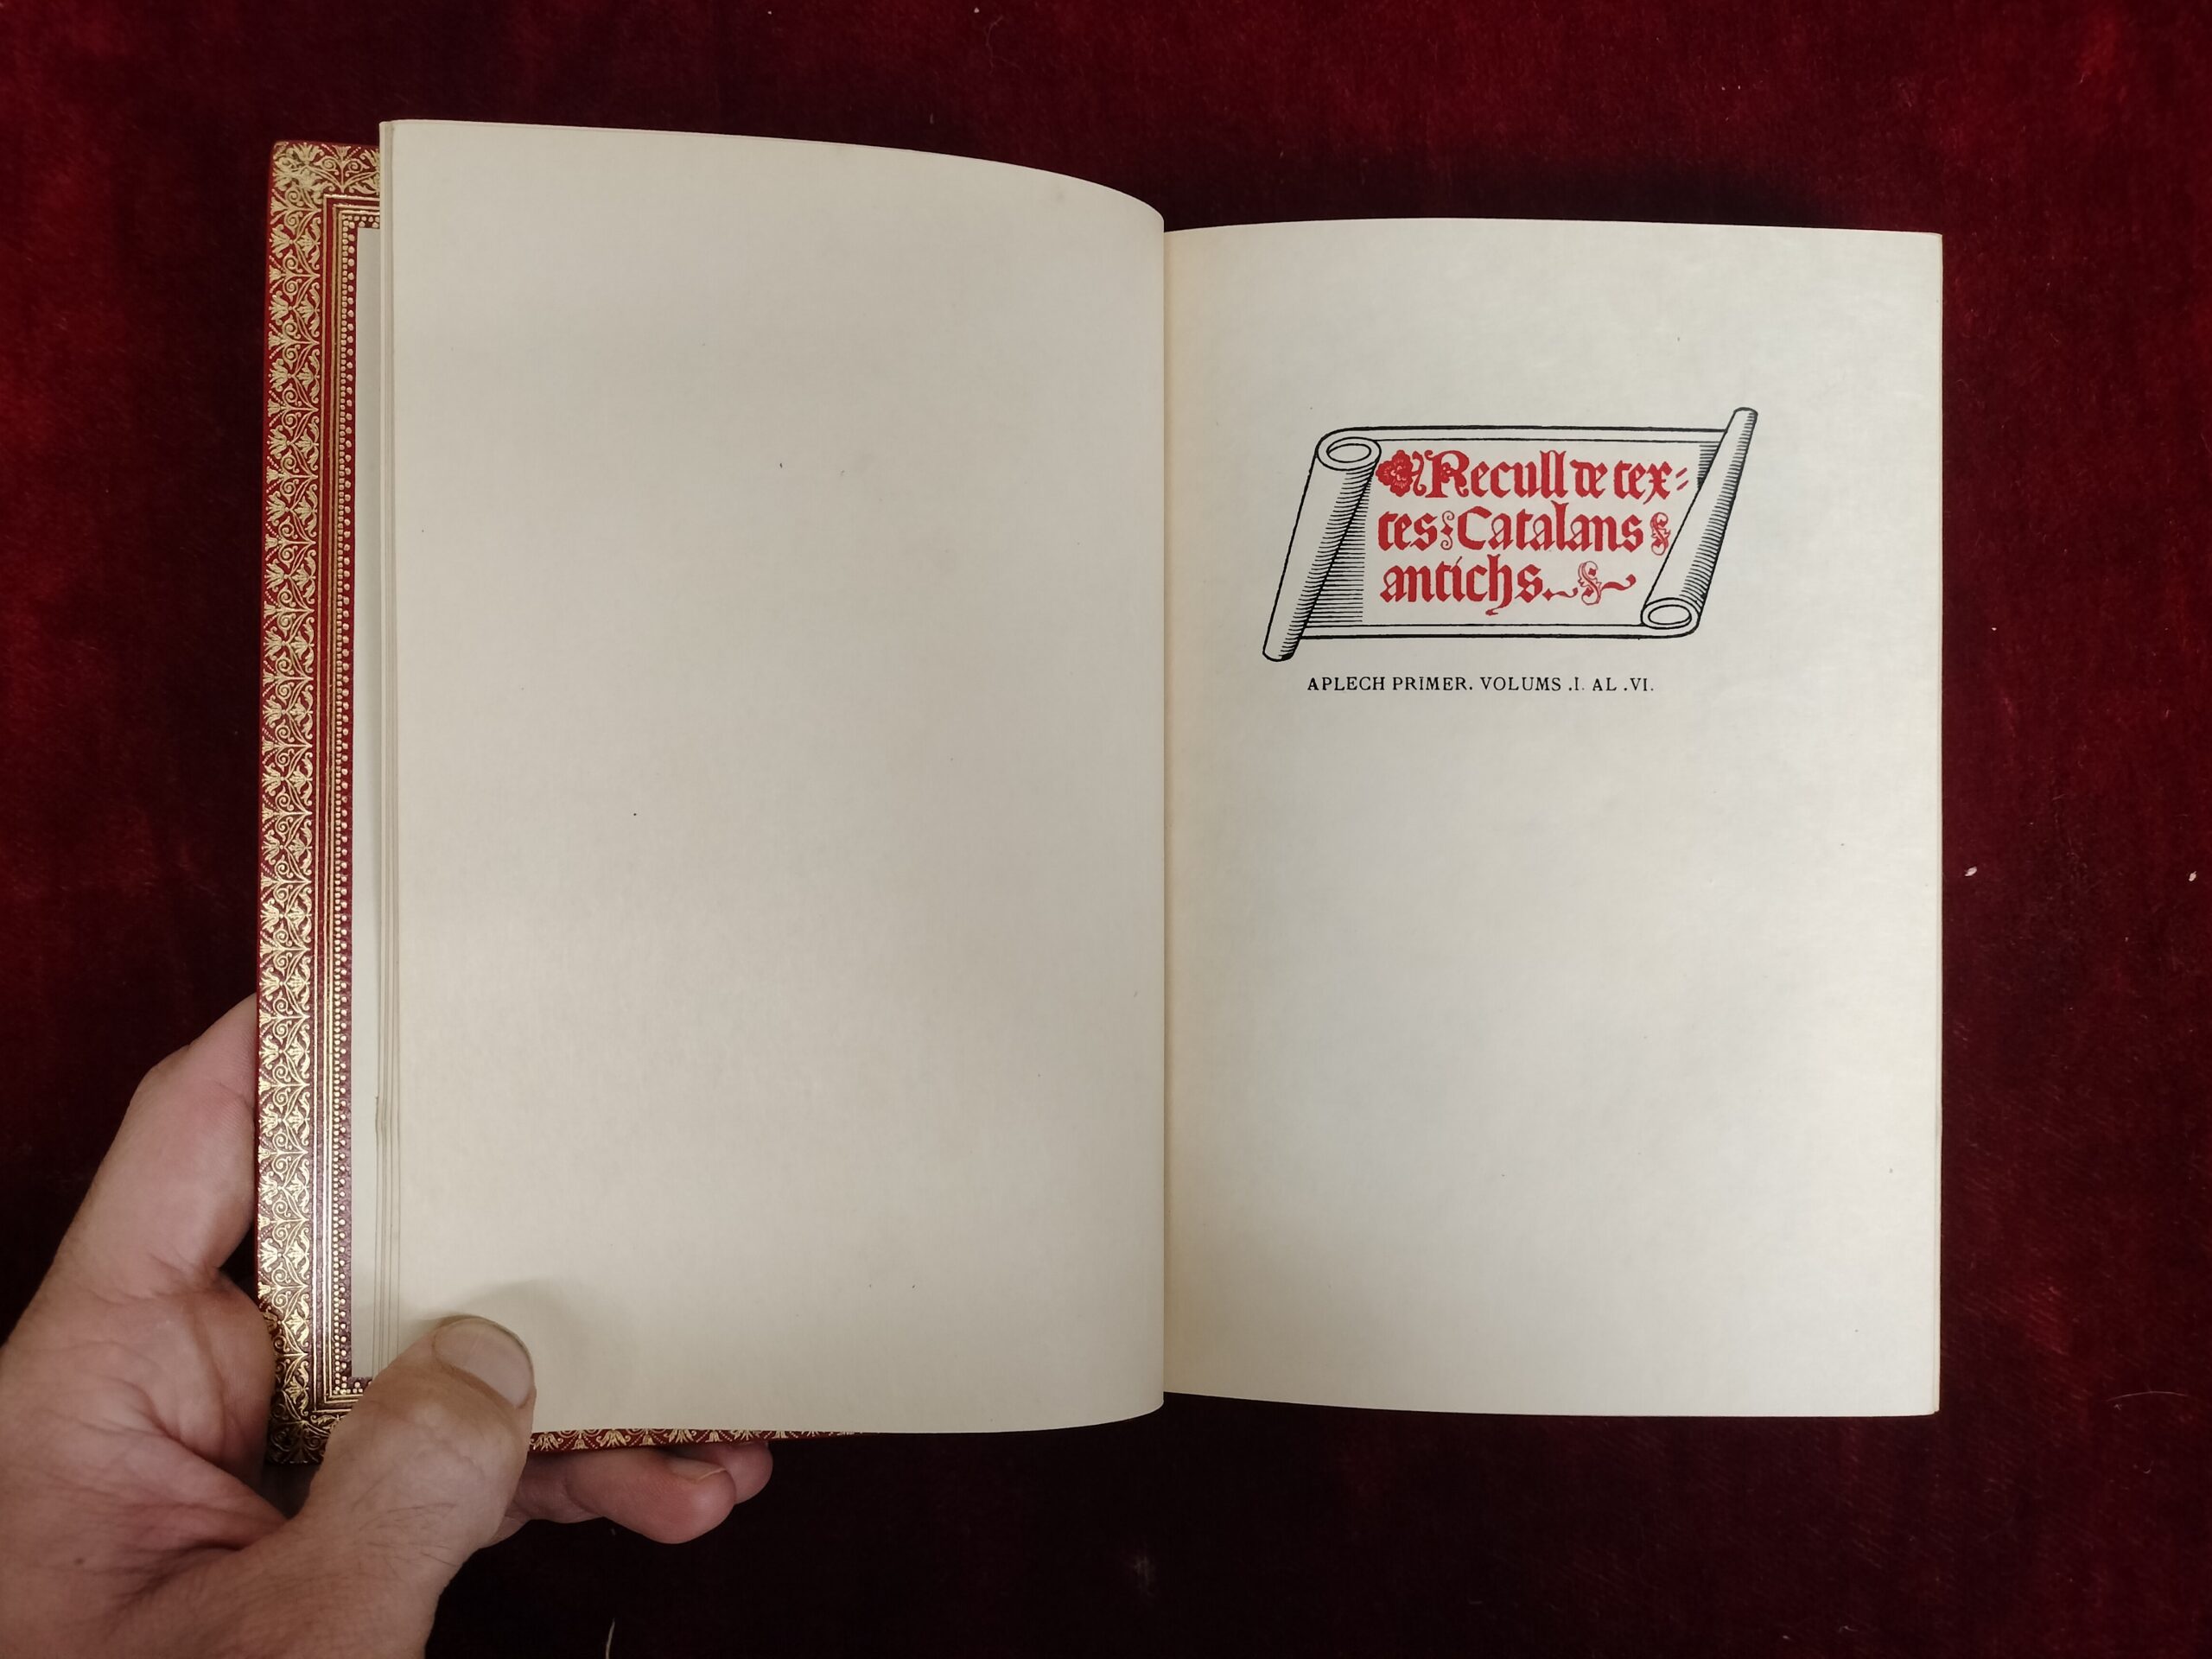 Recull de tex-
tes Catalans
antichs.
APLECH PRIMER. VOLUMS .I. AL .VI.